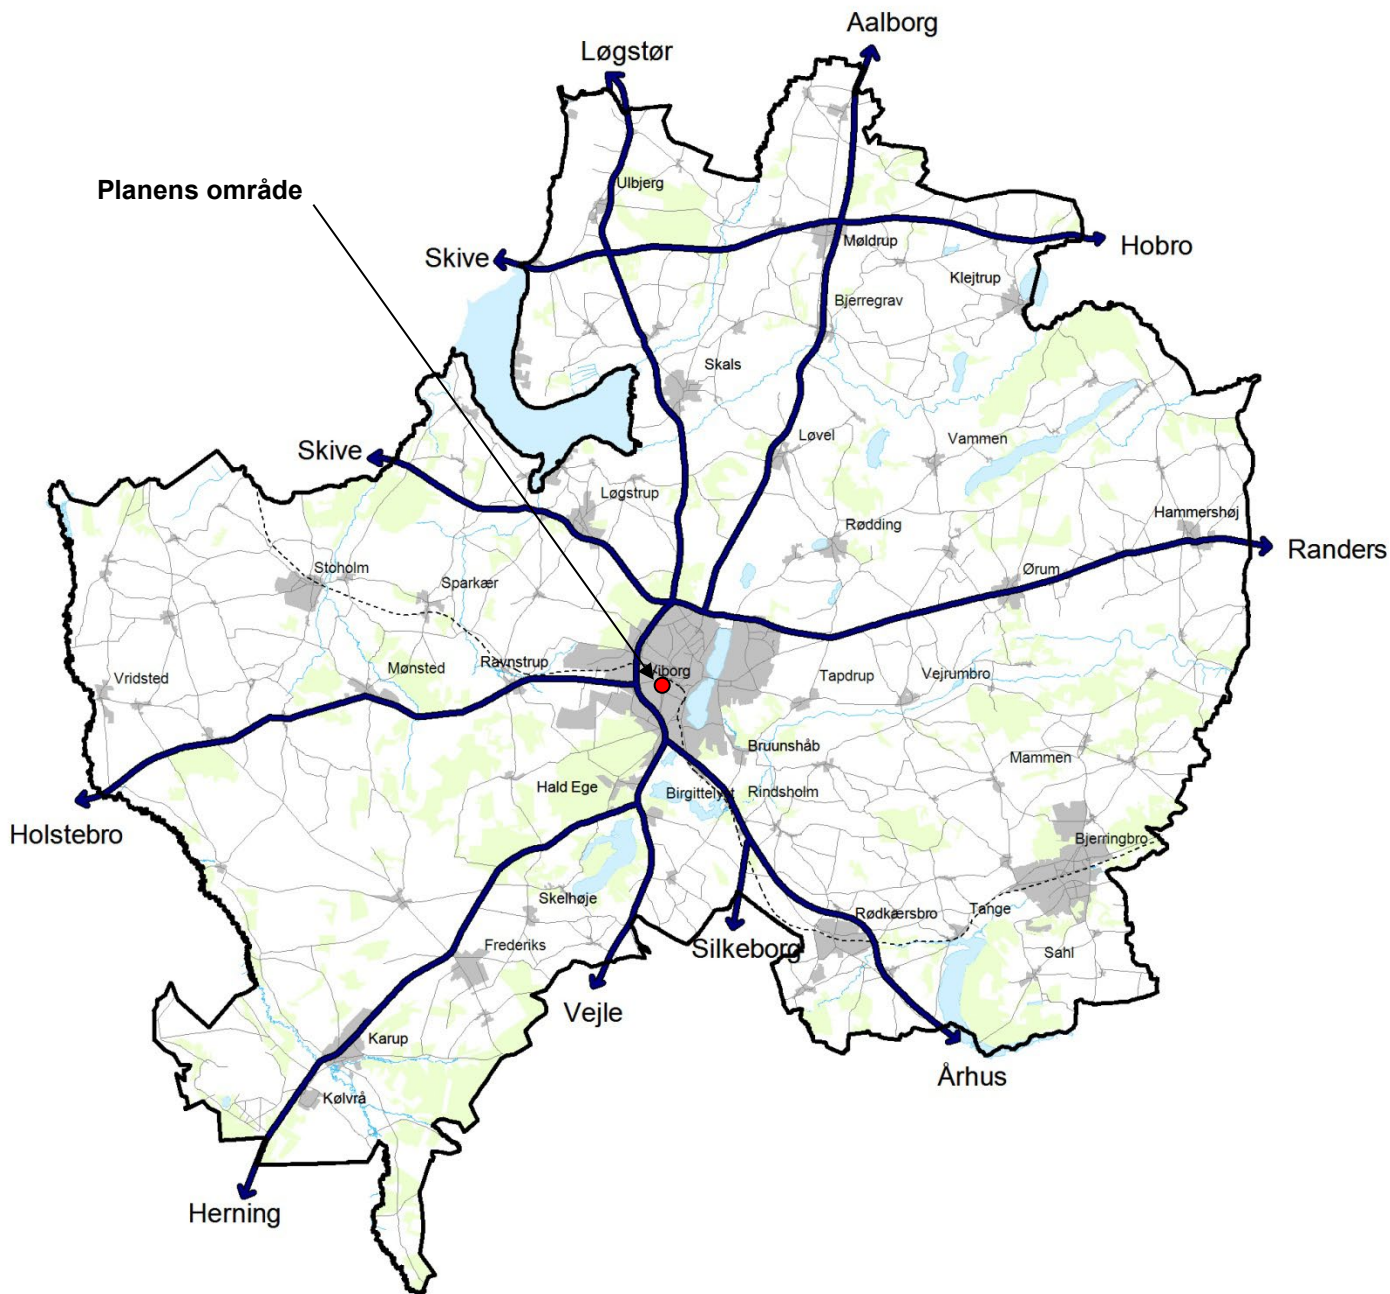 Aalborg
Løgstør
Planens område
Ulbjerg
Skive
Møldrup
Hobro
Klejtrup
Bjerregrav
Skals
Løvel
Vammen
Skive
Løgstrup
Hammershøj
Rødding
Randers
Stoholm
Ørum
Sparkær
Ravnstrup
Mønsted
Viborg
Vridsted
Tapdrup
Vejrumbro
Bruunshåb
Mammen
Hald Ege
Birgittelyst
Rindsholm
Holstebro
Bjerringbro
Skelhøje
Tange
Rødkærsbro
Frederiks
Silkeborg
Sahl
Vejle
Karup
Århus
Kølvrå
Herning